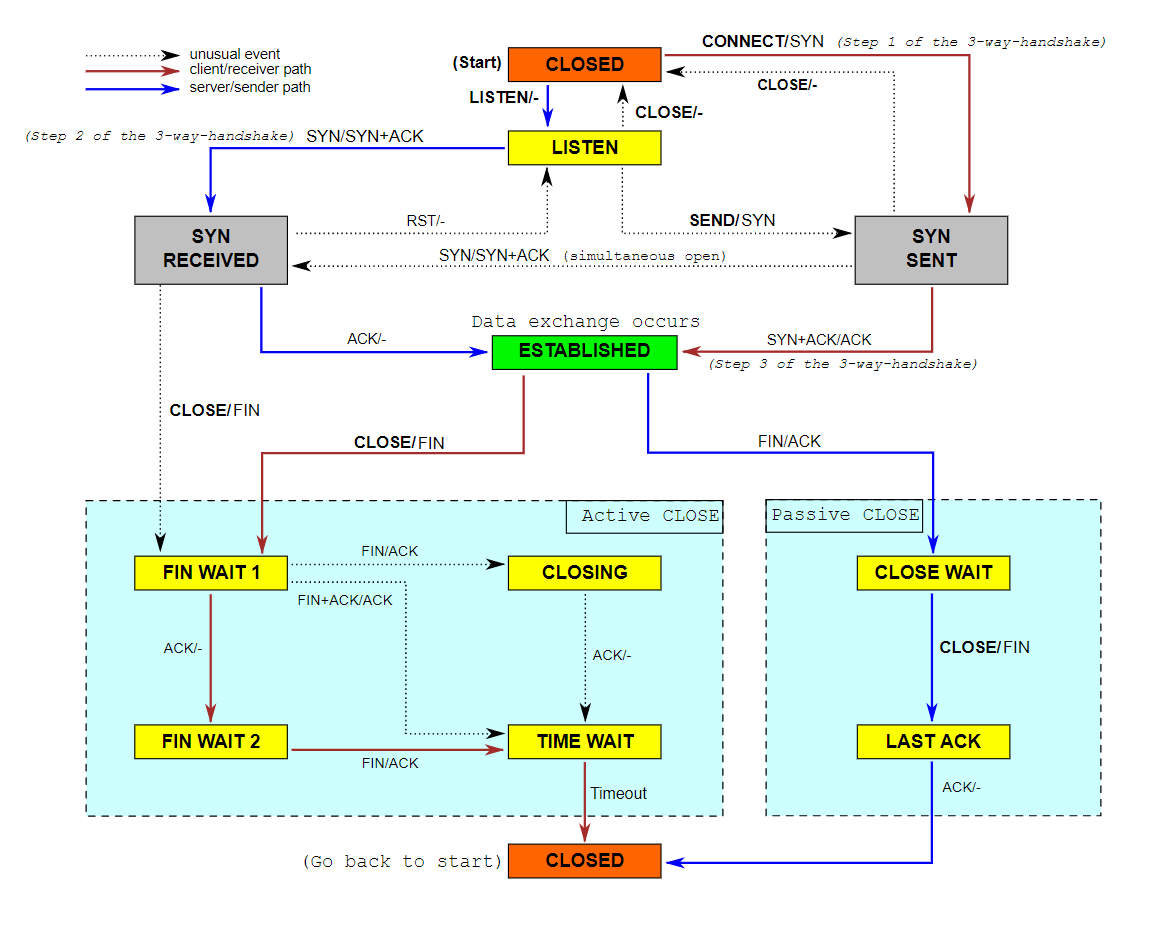 unusual event
client/receiver path
server/sender path
(Start)
CLOSED
CONNECT/SYN (Step 1 of the 3-way-handshake)
CLOSE/-
LISTEN/-
CLOSE/-
(Step 2 of the 3-way-handshake) SYN/SYN+ACK
LISTEN
RST/-
SEND/SYN
SYN
RECEIVED
SYN
SENT
SYN/SYN+ACK (simultaneous open)
Data exchange occurs
ACK/-
ESTABLISHED
SYN+ACK/ACK
(Step 3 of the 3-way-handshake)
CLOSE/FIN
CLOSE/FIN
FIN/ACK
Active CLOSE
Passive CLOSE
FIN WAIT 1
FIN/ACK
CLOSING
CLOSE WAIT
FIN+ACK/ACK
ACK/-
ACK/-
CLOSE/FIN
FIN WAIT 2
TIME WAIT
LAST ACK
FIN/ACK
Timeout
ACK/-
(Go back to start)
CLOSED